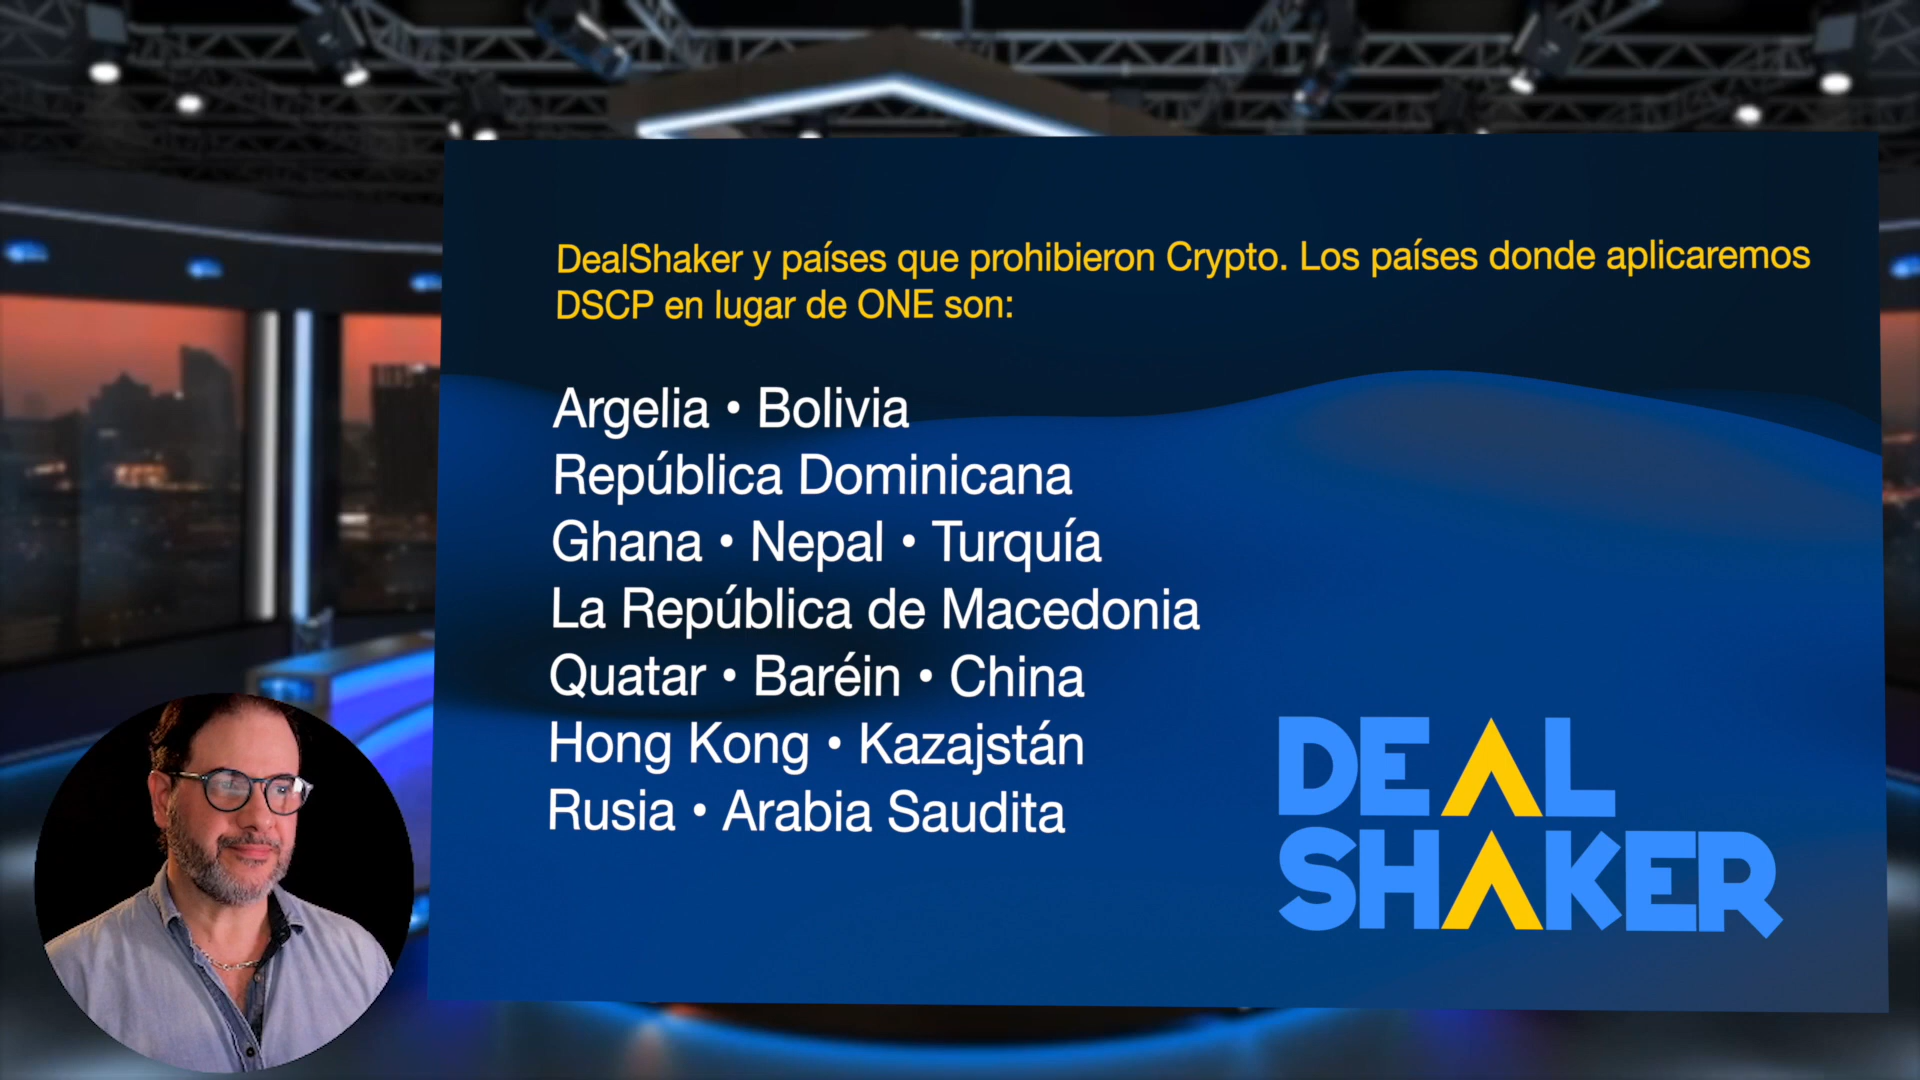 DealShaker y países que prohibieron Crypto. Los países donde aplicaremos
DSCP en lugar de ONE son:
Argelia • Bolivia
República Dominicana
Ghana • Nepal • Turquía
La República de Macedonia
Quatar • Baréin • China
Hong Kong • Kazajstán
Rusia • Arabia Saudita
DEAL
SHAKER